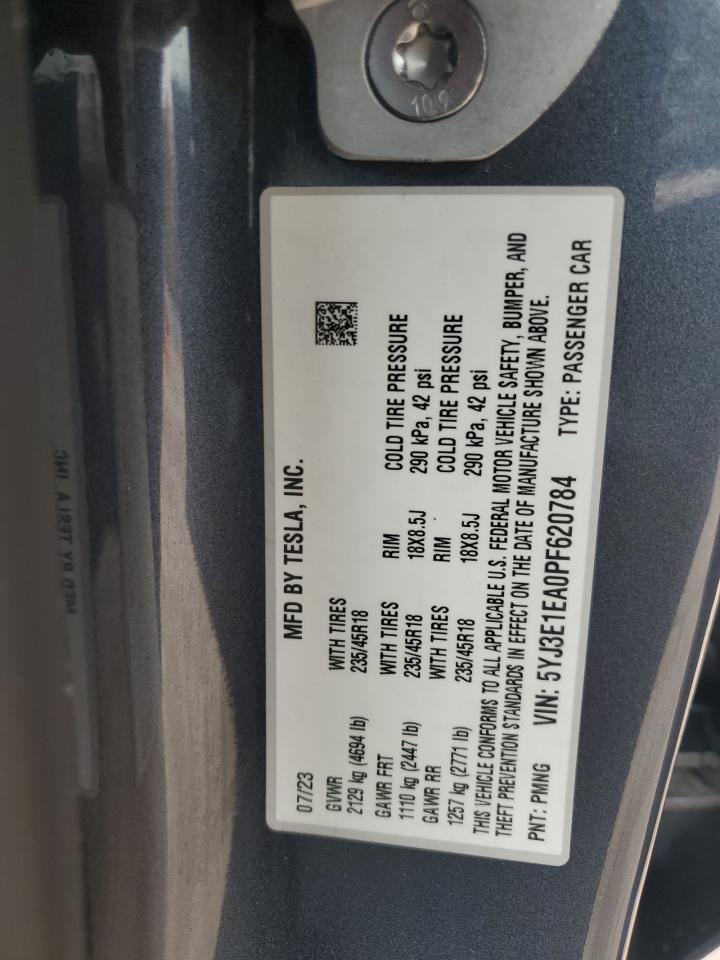 10.9
07/23 MFD BY TESLA, INC.
GVWR WITH TIRES
2129 kg (4694 lb) 235/45R18
GAWR FRT WITH TIRES RIM COLD TIRE PRESSURE
1110 kg (2447 lb) 235/45R18 18X8.5J 290 kPa, 42 psi
GAWR RR WITH TIRES RIM COLD TIRE PRESSURE
1257 kg (2771 lb) 235/45R18 18X8.5J 290 kPa, 42 psi
THIS VEHICLE CONFORMS TO ALL APPLICABLE U.S. FEDERAL MOTOR VEHICLE SAFETY, BUMPER, AND
THEFT PREVENTION STANDARDS IN EFFECT ON THE DATE OF MANUFACTURE SHOWN ABOVE.
PNT: PMNG VIN: 5YJ3E1EA0PF620784 TYPE: PASSENGER CAR
MFD BY TESLA, INC.